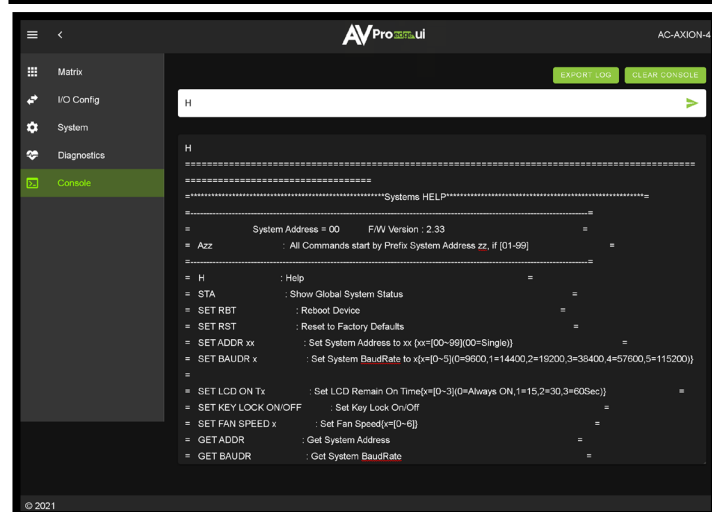 AVPro edge.ui
AC-AXION-4
Matrix
EXPORT LOG
CLEAR CONSOLE
I/O Config
H
System
Diagnostics
H
Console
=============================================================================================
==================================
=********************************************************Systems HELP*********************************************************=
=-----------------------------------------------------------------------------------------------------------------------------------=
= System Address = 00 F/W Version : 2.33 =
= Azz : All Commands start by Prefix System Address zz, if [01-99] =
=-----------------------------------------------------------------------------------------------------------------------------------=
= H : Help =
= STA : Show Global System Status =
= SET RBT : Reboot Device =
= SET RST : Reset to Factory Defaults =
= SET ADDR xx : Set System Address to xx {xx=[00~99](00=Single)} =
= SET BAUDR x : Set System BaudRate to x{x=[0~5](0=9600,1=14400,2=19200,3=38400,4=57600,5=115200)}
=
= SET LCD ON Tx : Set LCD Remain On Time{x=[0~3](0=Always ON,1=15,2=30,3=60Sec)} =
= SET KEY LOCK ON/OFF : Set Key Lock On/Off =
= SET FAN SPEED x : Set Fan Speed{x=[0~6]} =
= GET ADDR : Get System Address =
= GET BAUDR : Get System BaudRate =
© 2021